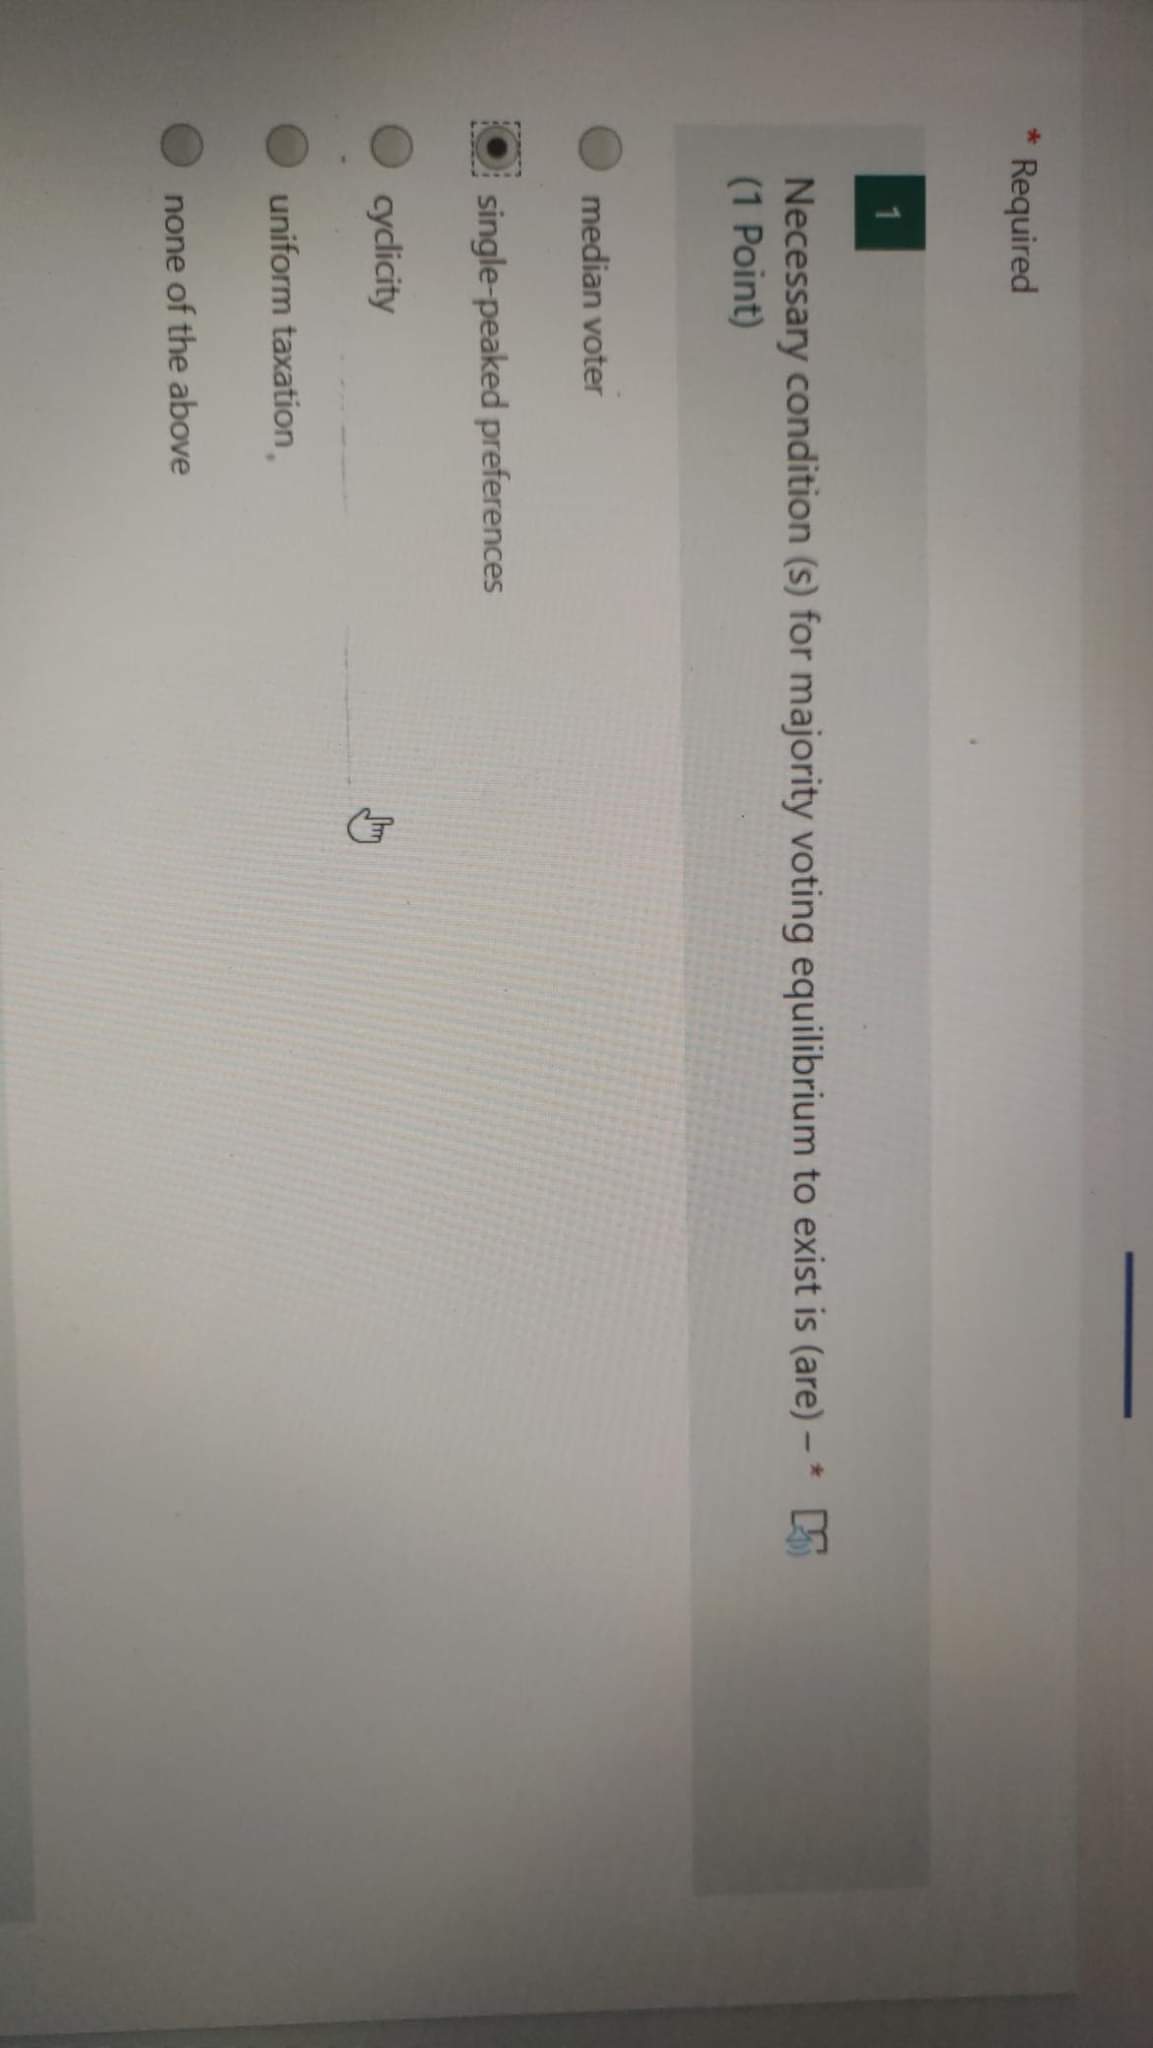 * Required
1
Necessary condition (s) for majority voting equilibrium to exist is (are) – *
(1 Point)
median voter
single-peaked preferences
cyclicity
uniform taxation
none of the above